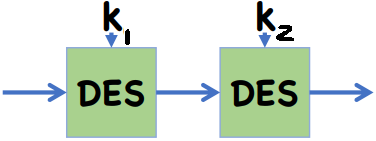 k₁ k₂
DES DES